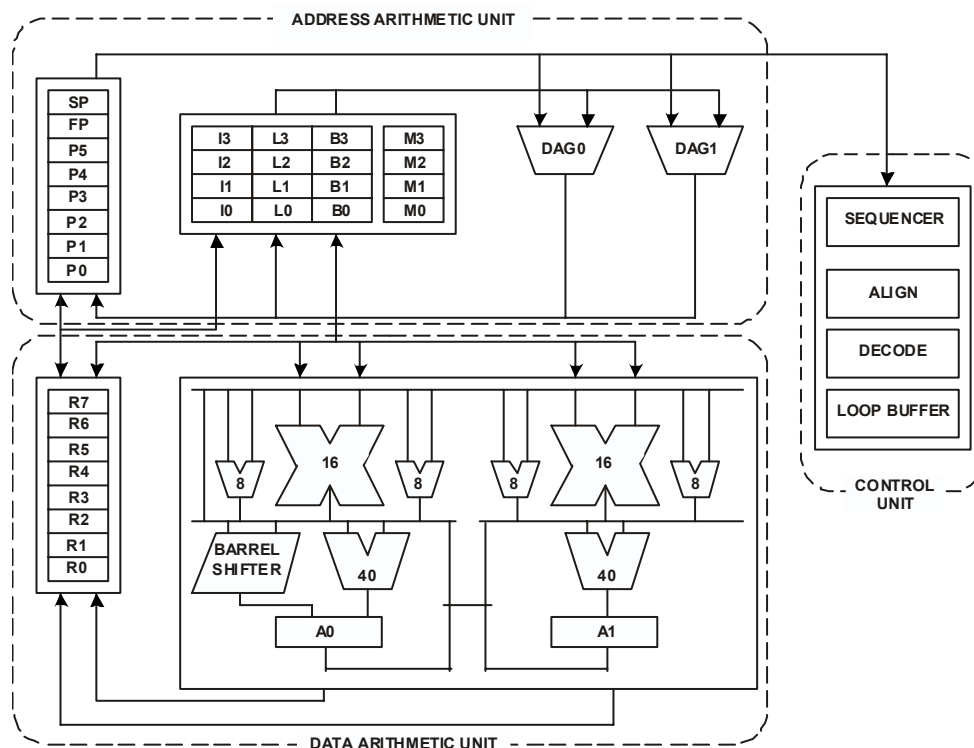 ADDRESS ARITHMETIC UNIT
SP
FP
P5
P4
P3
P2
P1
P0
I3 L3 B3 M3
I2 L2 B2 M2
I1 L1 B1 M1
I0 L0 B0 M0
DAG0
DAG1
SEQUENCER
ALIGN
DECODE
LOOP BUFFER
CONTROL
UNIT
R7
R6
R5
R4
R3
R2
R1
R0
8
16
8
8
16
8
BARREL
SHIFTER
40
40
A0
A1
DATA ARITHMETIC UNIT